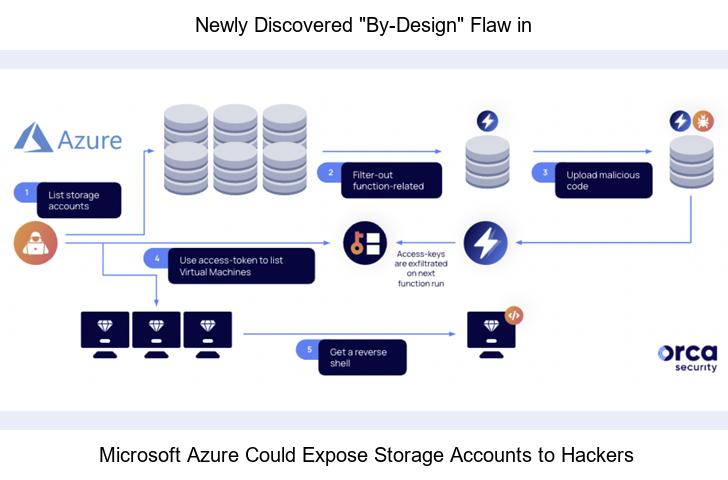 Newly Discovered "By-Design" Flaw in
Azure
1
List storage
accounts
2
Filter-out
function-related
3
Upload malicious
code
4
Use access-token to list
Virtual Machines
Access-keys
are exfiltrated
on next
function run
5
Get a reverse
shell
</>
orca
security
Microsoft Azure Could Expose Storage Accounts to Hackers